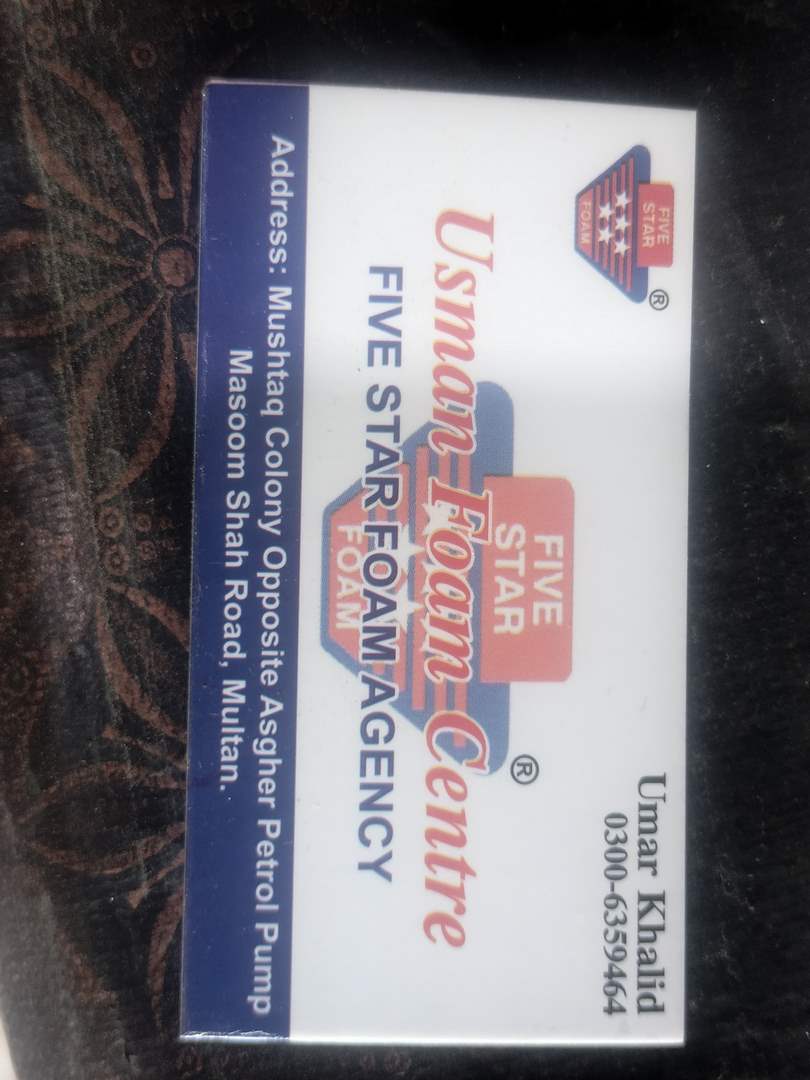 FIVE
STAR
FOAM
®
Umar Khalid
0300-6359464
Usman Foam Centre
FIVE STAR FOAM AGENCY
FIVE
STAR
FOAM
®
Address: Mushtaq Colony Opposite Asgher Petrol Pump
Masoom Shah Road, Multan.